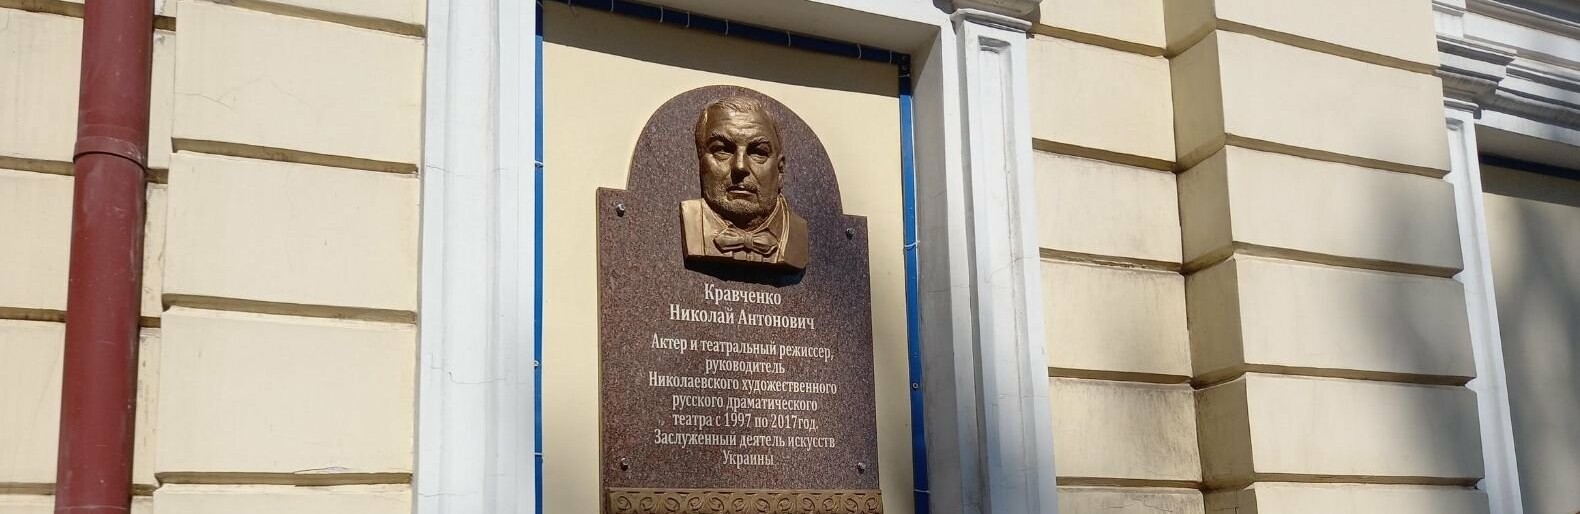 Кравченко
Николай Антонович
Актер и театральный режиссер,
руководитель
Николаевского художественного
русского драматического
театра с 1997 по 2017год.
Заслуженный деятель искусств
Украины